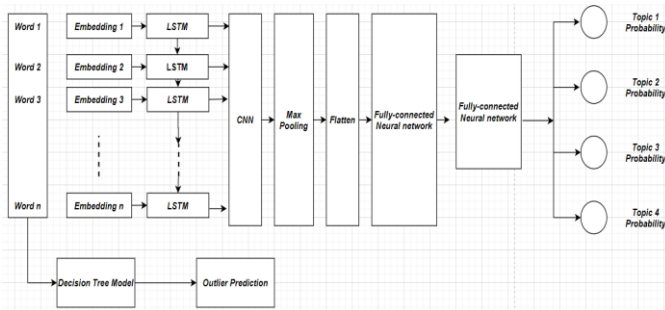 Word 1
Embedding 1
LSTM
Word 2
Embedding 2
LSTM
Word 3
Embedding 3
LSTM
Word n
Embedding n
LSTM
CNN
Max
Pooling
Flatten
Fully-connected
Neural network
Fully-connected
Neural network
Topic 1
Probability
Topic 2
Probability
Topic 3
Probability
Topic 4
Probability
Decision Tree Model
Outlier Prediction